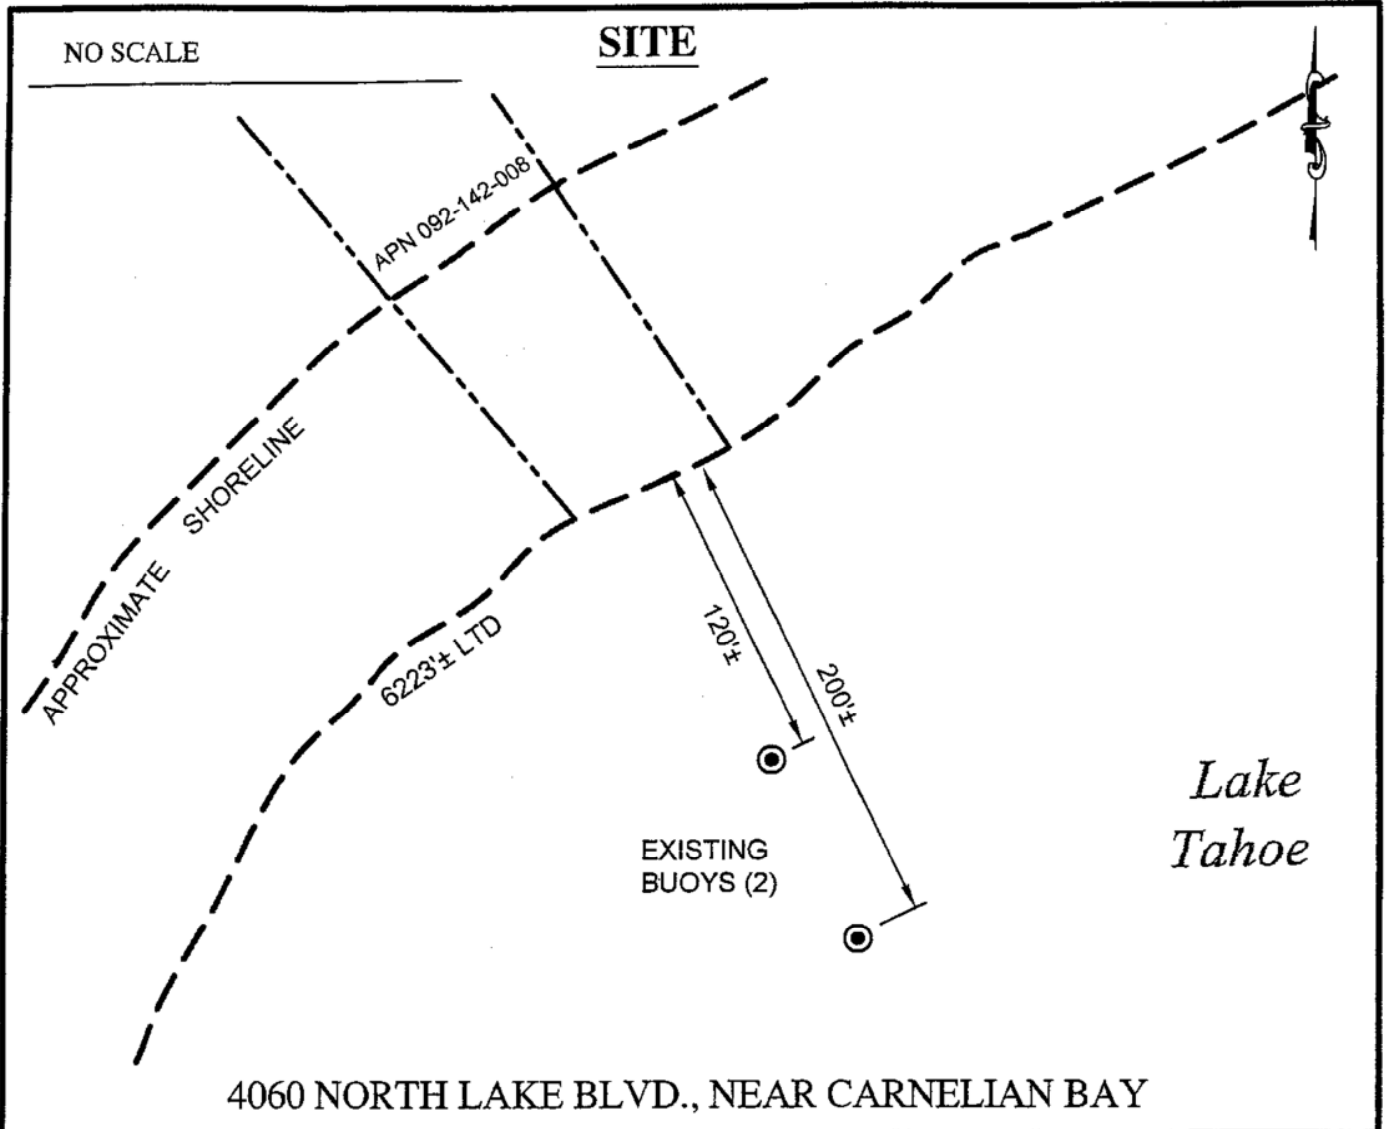 NO SCALE
SITE
APN 092-142-008
APPROXIMATE SHORELINE
6223'± LTD
120'±
200'±
EXISTING
BUOYS (2)
Lake
Tahoe
4060 NORTH LAKE BLVD., NEAR CARNELIAN BAY